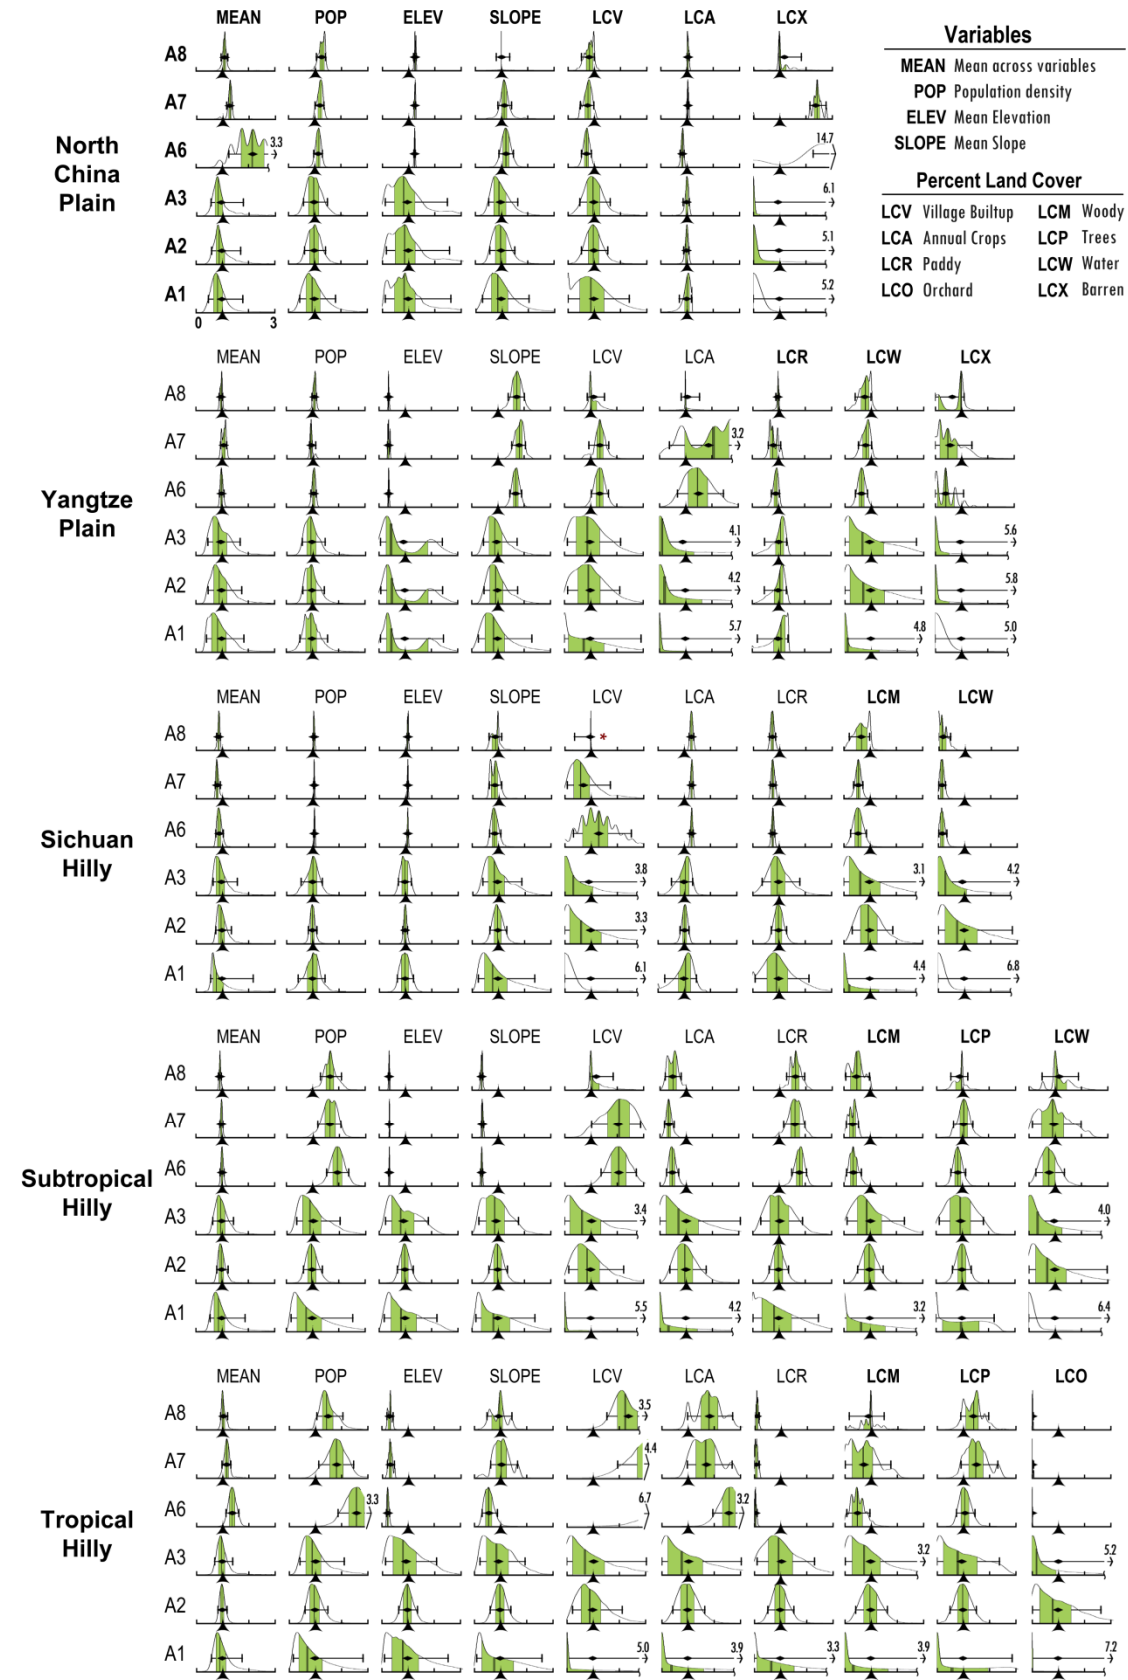 MEAN POP ELEV SLOPE LCV LCA LCX
Variables
MEAN Mean across variables
POP Population density
ELEV Mean Elevation
SLOPE Mean Slope
Percent Land Cover
LCV Village Builtup LCM Woody
LCA Annual Crops LCP Trees
LCR Paddy LCW Water
LCO Orchard LCX Barren
North
China
Plain
A8
A7
A6 3.3 14.7
A3 6.1
A2 5.1
A1 5.2
0 3
MEAN POP ELEV SLOPE LCV LCA LCR LCW LCX
Yangtze
Plain
A8
A7 3.2
A6
A3 4.1 5.6
A2 4.2 5.8
A1 5.7 4.8 5.0
MEAN POP ELEV SLOPE LCV LCA LCR LCM LCW
Sichuan
Hilly
A8 *
A7
A6
A3 3.8 3.1 4.2
A2 3.3
A1 6.1 4.4 6.8
MEAN POP ELEV SLOPE LCV LCA LCR LCM LCP LCW
Subtropical
Hilly
A8
A7
A6
A3 3.4 4.0
A2
A1 5.5 4.2 3.2 6.4
MEAN POP ELEV SLOPE LCV LCA LCR LCM LCP LCO
Tropical
Hilly
A8 3.5
A7 4.4
A6 3.3 6.7 3.2
A3 3.2 5.2
A2
A1 5.0 3.9 3.3 3.9 7.2